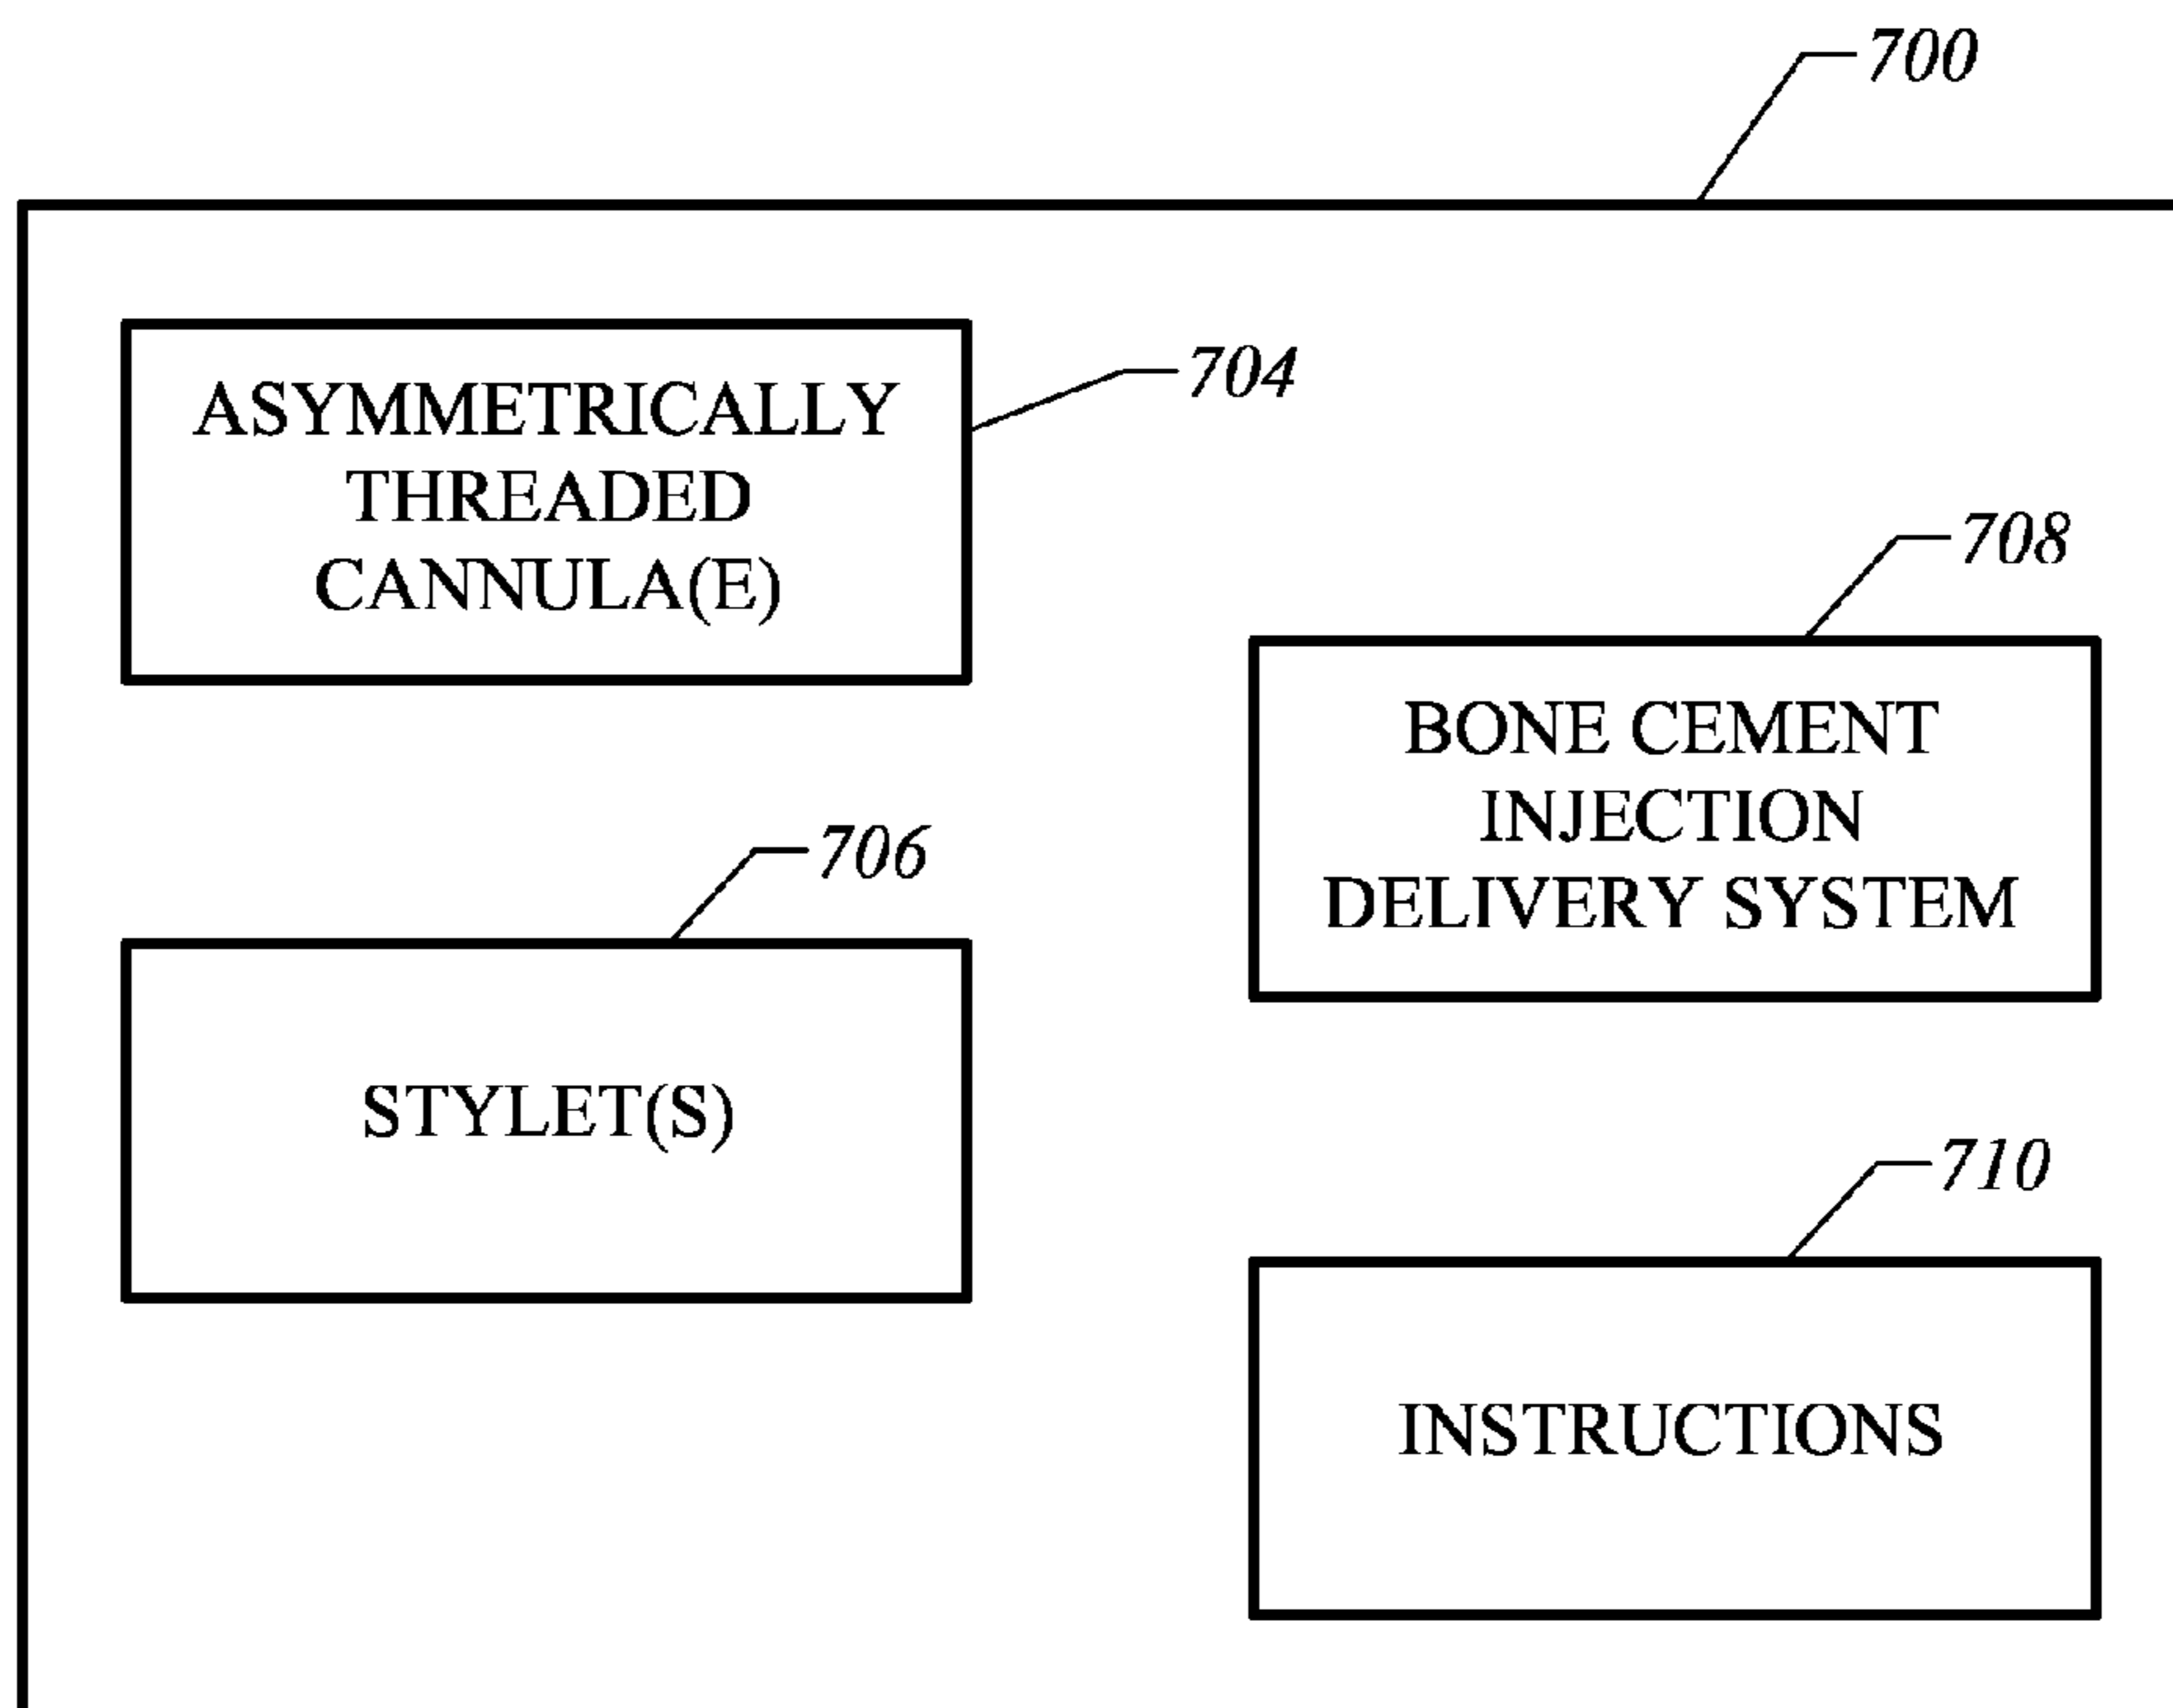 700
ASYMMETRICALLY
THREADED
CANNULA(E)
704
708
BONE CEMENT
INJECTION
DELIVERY SYSTEM
706
STYLET(S)
710
INSTRUCTIONS